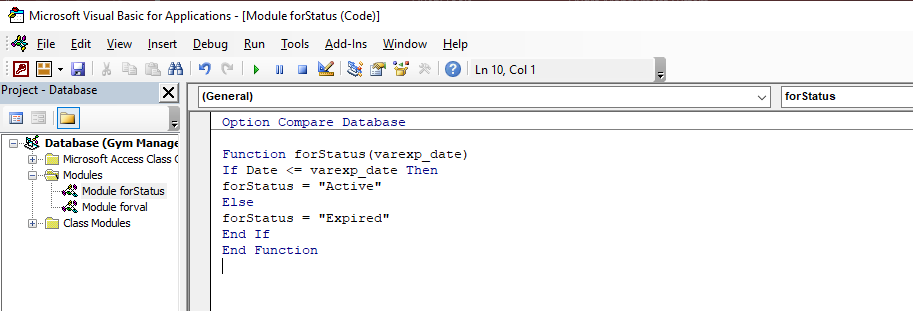 Microsoft Visual Basic for Applications - [Module forStatus (Code)]
File Edit View Insert Debug Run Tools Add-Ins Window Help
Ln 10, Col 1
Project - Database
(General)
forStatus
Database (Gym Manage
Microsoft Access Class
Modules
Module forStatus
Module forval
Class Modules
Option Compare Database
Function forStatus(varexp_date)
If Date <= varexp_date Then
forStatus = "Active"
Else
forStatus = "Expired"
End If
End Function